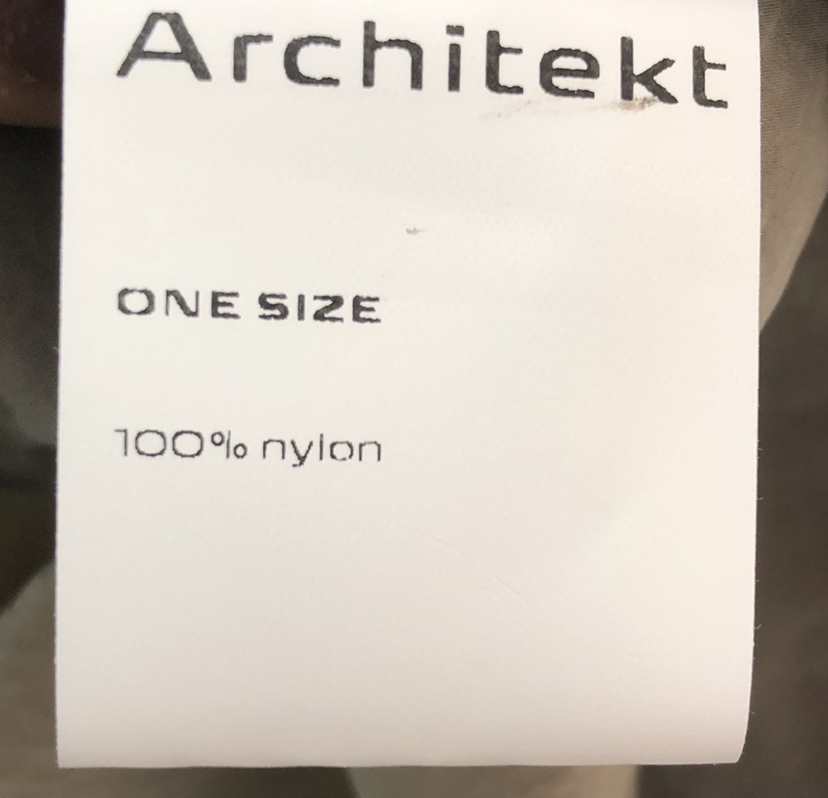 Architekt
ONE SIZE
100% nylon